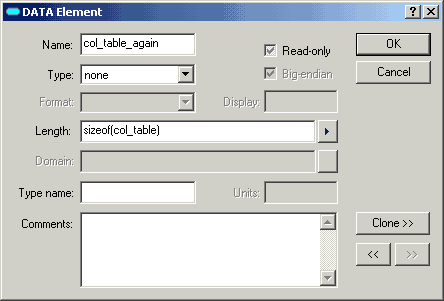 DATA Element
Name: col_table_again
Read-only
OK
Type: none
Big-endian
Cancel
Format:
Display:
Length: sizeof(col_table)
Domain:
Type name:
Units:
Comments:
Clone >>
<< >>